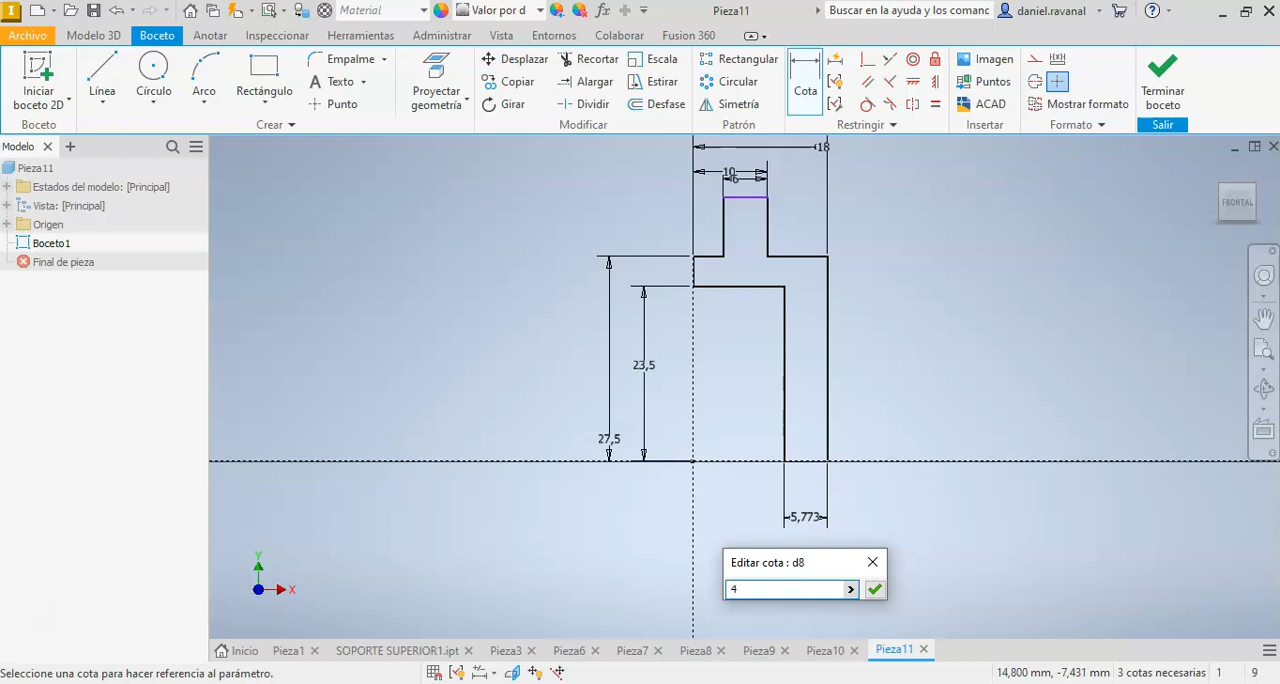 Material
Valor por d
fx
Pieza11
Buscar en la ayuda y los comanc
daniel.ravanal
Archivo
Modelo 3D
Boceto
Anotar
Inspeccionar
Herramientas
Administrar
Vista
Entornos
Colaborar
Fusion 360
Iniciar
boceto 2D
Línea
Círculo
Arco
Rectángulo
Empalme
Texto
Punto
Proyectar
geometría
Desplazar
Copiar
Girar
Recortar
Alargar
Dividir
Escala
Estirar
Desfase
Rectangular
Circular
Simetría
Cota
Imagen
Puntos
ACAD
Mostrar formato
Terminar
boceto
Boceto
Crear
Modificar
Patrón
Restringir
Insertar
Formato
Salir
Modelo
Pieza11
Estados del modelo: [Principal]
Vista: [Principal]
Origen
Boceto1
Final de pieza
18
10
6
23,5
27,5
5,773
FRONTAL
Editar cota : d8
4
Y
X
Inicio
Pieza1
SOPORTE SUPERIOR1.ipt
Pieza3
Pieza6
Pieza7
Pieza8
Pieza9
Pieza10
Pieza11
Seleccione una cota para hacer referencia al parámetro.
14,800 mm, -7,431 mm
3 cotas necesarias
1
9